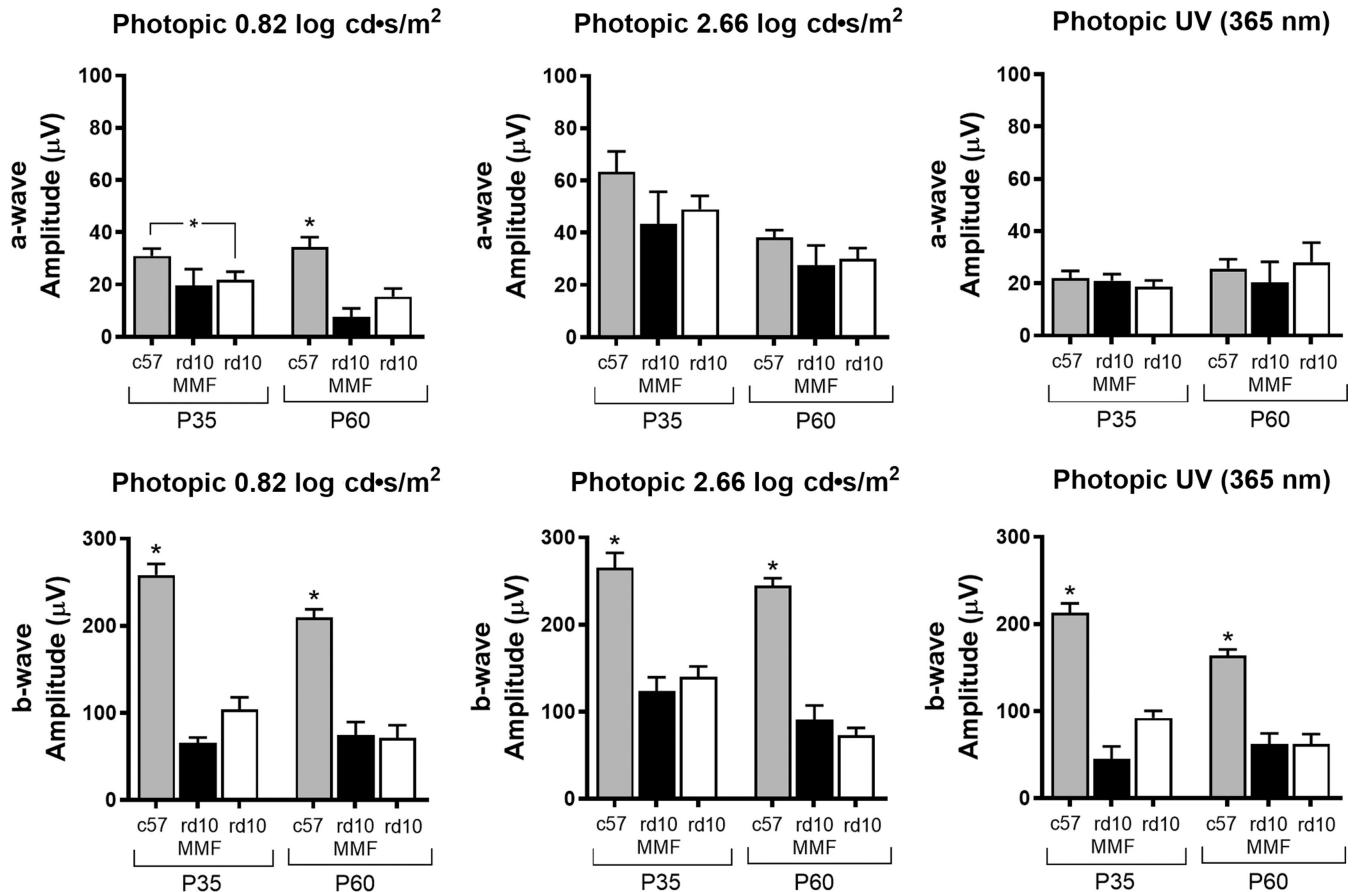 Photopic 0.82 log cd•s/m²
a-wave
Amplitude (µV)
100
80
60
40
20
0
*
*
c57 rd10 rd10 c57 rd10 rd10
MMF MMF
P35 P60
Photopic 2.66 log cd•s/m²
a-wave
Amplitude (µV)
100
80
60
40
20
0
c57 rd10 rd10 c57 rd10 rd10
MMF MMF
P35 P60
Photopic UV (365 nm)
a-wave
Amplitude (µV)
100
80
60
40
20
0
c57 rd10 rd10 c57 rd10 rd10
MMF MMF
P35 P60
Photopic 0.82 log cd•s/m²
b-wave
Amplitude (µV)
300
200
100
0
*
*
c57 rd10 rd10 c57 rd10 rd10
MMF MMF
P35 P60
Photopic 2.66 log cd•s/m²
b-wave
Amplitude (µV)
300
200
100
0
*
*
c57 rd10 rd10 c57 rd10 rd10
MMF MMF
P35 P60
Photopic UV (365 nm)
b-wave
Amplitude (µV)
300
200
100
0
*
*
c57 rd10 rd10 c57 rd10 rd10
MMF MMF
P35 P60